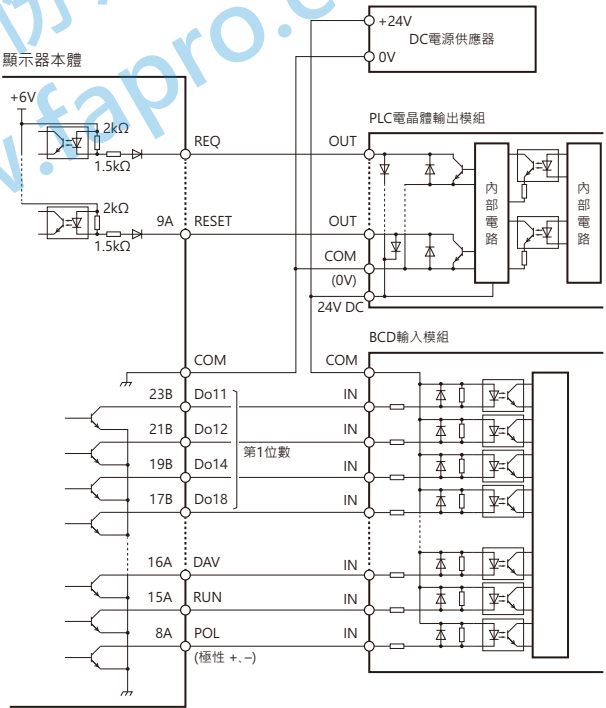 +24V
DC電源供應器
0V
顯示器本體
+6V
2kΩ
1.5kΩ
REQ
OUT
PLC電晶體輸出模組
內部電路
內部電路
2kΩ
1.5kΩ
9A RESET
OUT
COM
(0V)
24V DC
BCD輸入模組
COM
COM
23B Do11
IN
21B Do12
IN
第1位數
19B Do14
IN
17B Do18
IN
16A DAV
IN
15A RUN
IN
8A POL
IN
(極性 +、–)
.fapro.c